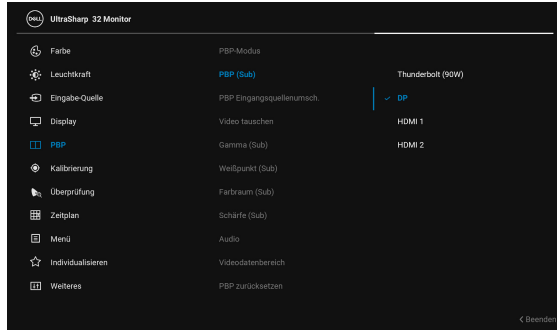 DELL UltraSharp 32 Monitor
Farbe PBP-Modus
Leuchtkraft PBP (Sub) Thunderbolt (90W)
Eingabe-Quelle PBP Eingangsquellenumsch. DP
Display Video tauschen HDMI 1
PBP Gamma (Sub) HDMI 2
Kalibrierung Weißpunkt (Sub)
Überprüfung Farbraum (Sub)
Zeitplan Schärfe (Sub)
Menü Audio
Individualisieren Videodatenbereich
Weiteres PBP zurücksetzen
Beenden